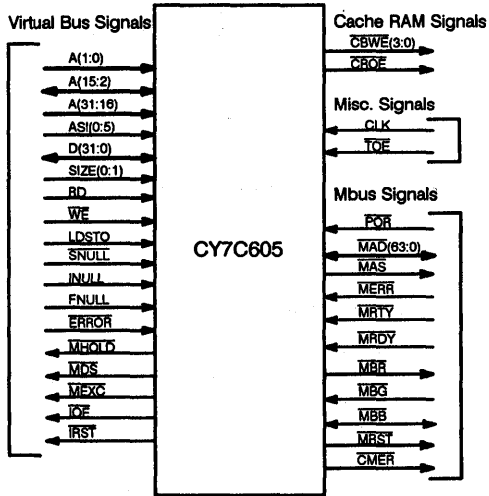 Virtual Bus Signals
A(1:0)
A(15:2)
A(31:16)
ASI(0:5)
D(31:0)
SIZE(0:1)
RD
WE
LDSTO
SNULL
INULL
FNULL
ERROR
MHOLD
MDS
MEXC
IOE
IRST
CY7C605
Cache RAM Signals
CBWE(3:0)
CROE
Misc. Signals
CLK
TOE
Mbus Signals
POR
MAD(63:0)
MAS
MERR
MRTY
MRDY
MBR
MBG
MBB
MRST
CMER